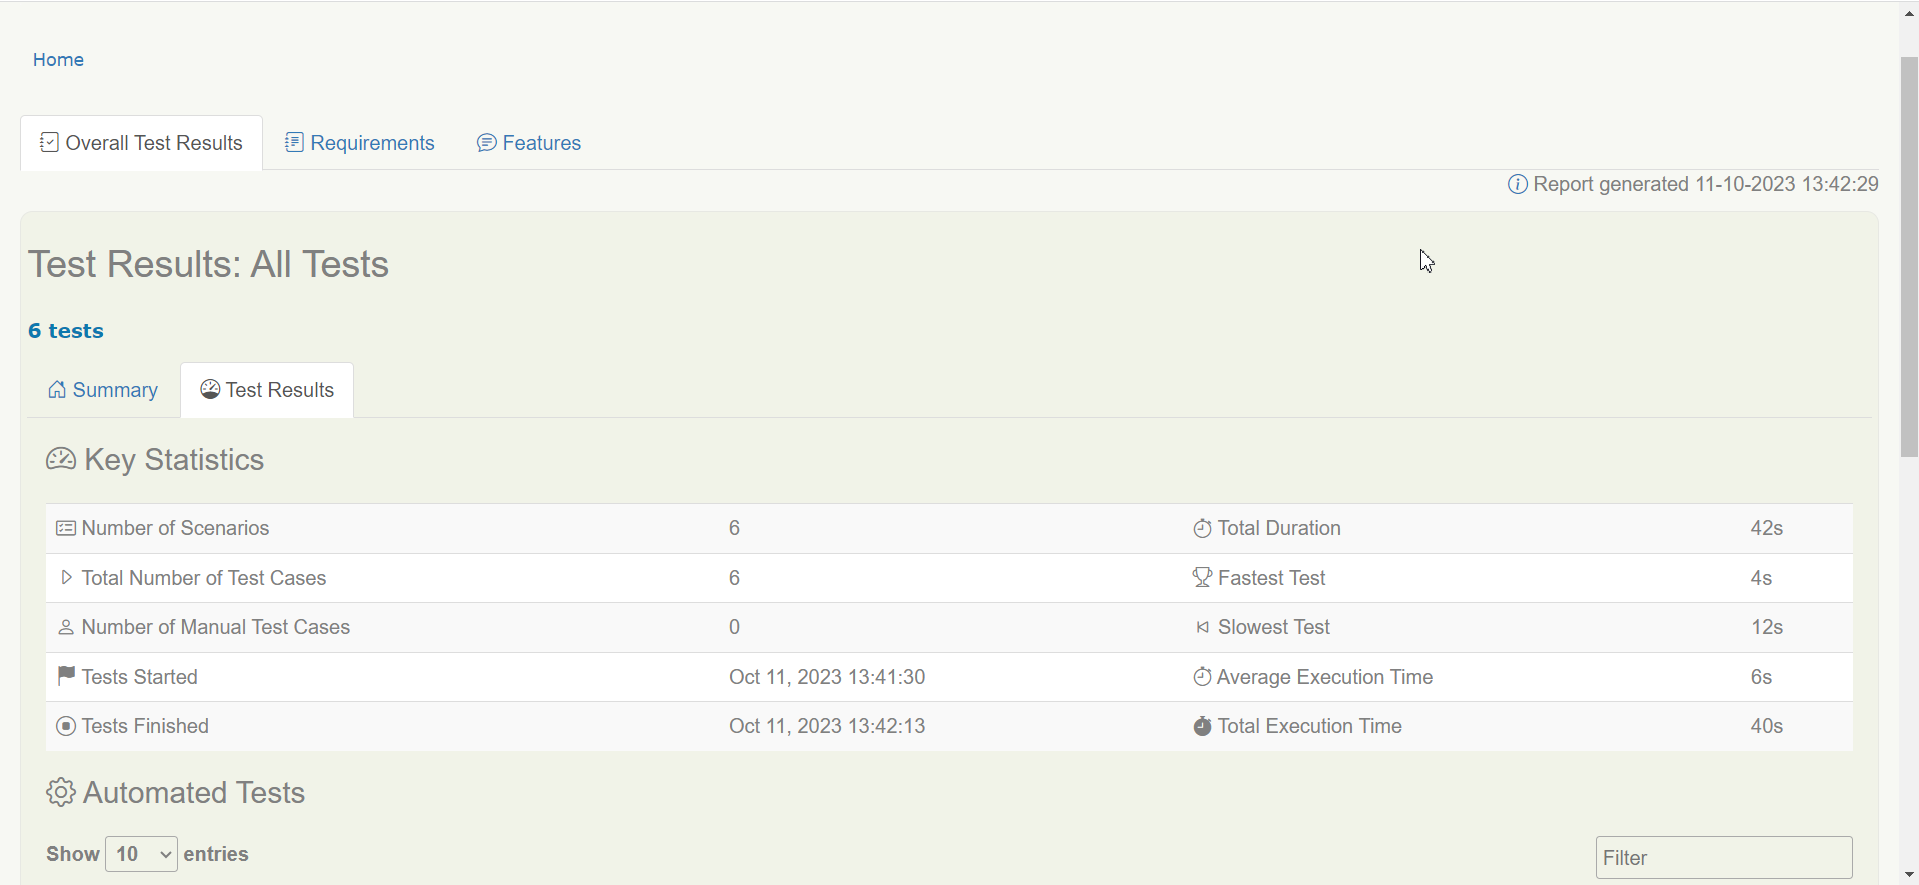 Home
Overall Test Results Requirements Features
Report generated 11-10-2023 13:42:29
Test Results: All Tests
6 tests
Summary Test Results
Key Statistics
Number of Scenarios 6 Total Duration 42s
Total Number of Test Cases 6 Fastest Test 4s
Number of Manual Test Cases 0 Slowest Test 12s
Tests Started Oct 11, 2023 13:41:30 Average Execution Time 6s
Tests Finished Oct 11, 2023 13:42:13 Total Execution Time 40s
Automated Tests
Show 10 entries Filter